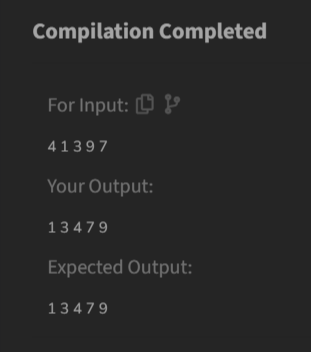 Compilation Completed
For Input:
4 1 3 9 7
Your Output:
1 3 4 7 9
Expected Output:
1 3 4 7 9